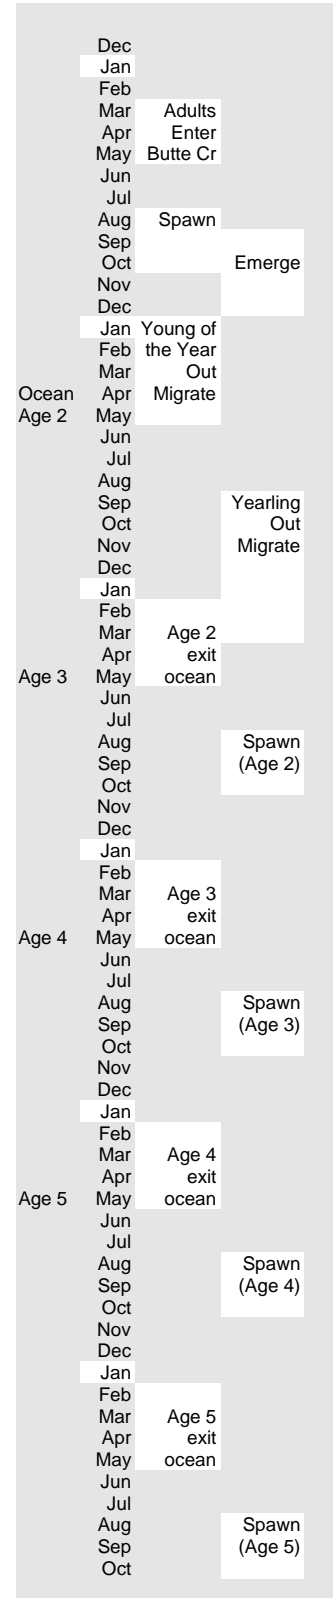 Dec
Jan
Feb
Mar Adults
Apr Enter
May Butte Cr
Jun
Jul
Aug Spawn
Sep
Oct Emerge
Nov
Dec
Jan Young of
Feb the Year
Mar Out
Ocean Apr Migrate
Age 2 May
Jun
Jul
Aug
Sep Yearling
Oct Out
Nov Migrate
Dec
Jan
Feb
Mar Age 2
Apr exit
Age 3 May ocean
Jun
Jul
Aug Spawn
Sep (Age 2)
Oct
Nov
Dec
Jan
Feb
Mar Age 3
Apr exit
Age 4 May ocean
Jun
Jul
Aug Spawn
Sep (Age 3)
Oct
Nov
Dec
Jan
Feb
Mar Age 4
Apr exit
Age 5 May ocean
Jun
Jul
Aug Spawn
Sep (Age 4)
Oct
Nov
Dec
Jan
Feb
Mar Age 5
Apr exit
May ocean
Jun
Jul
Aug Spawn
Sep (Age 5)
Oct